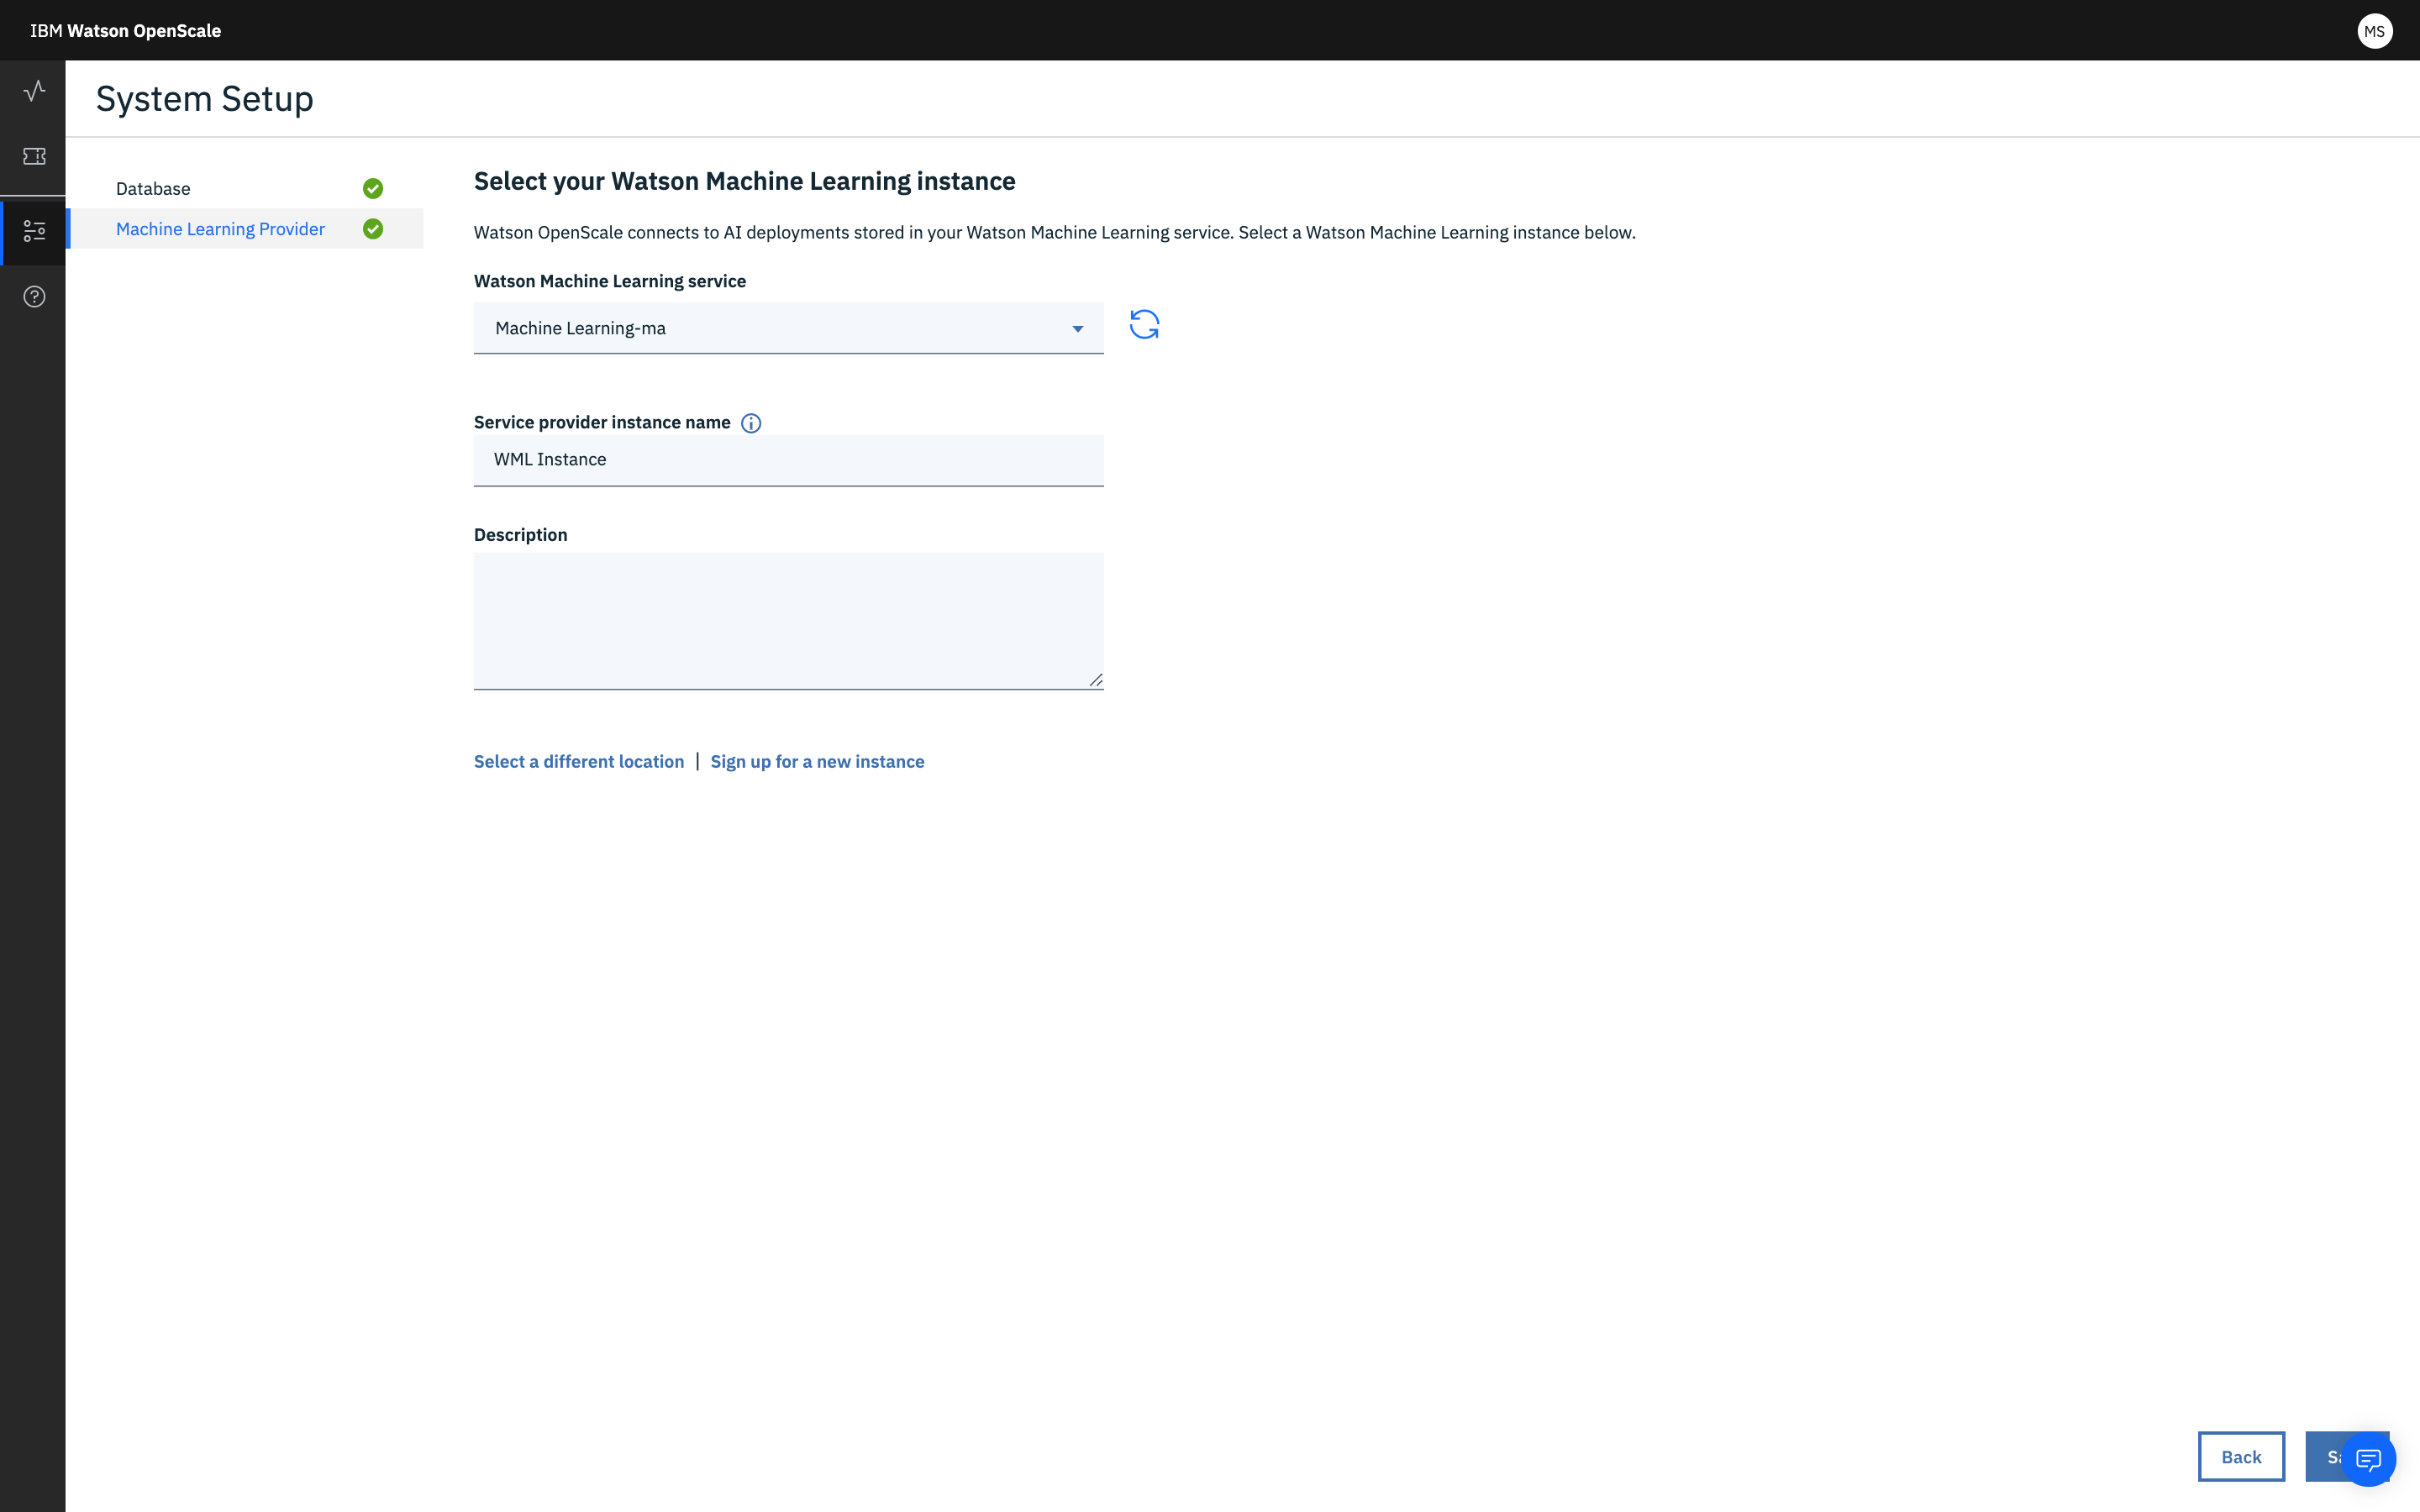 IBM Watson OpenScale
MS
System Setup
Database
Machine Learning Provider
Select your Watson Machine Learning instance
Watson OpenScale connects to AI deployments stored in your Watson Machine Learning service. Select a Watson Machine Learning instance below.
Watson Machine Learning service
Machine Learning-ma
Service provider instance name
WML Instance
Description
Select a different location | Sign up for a new instance
Back